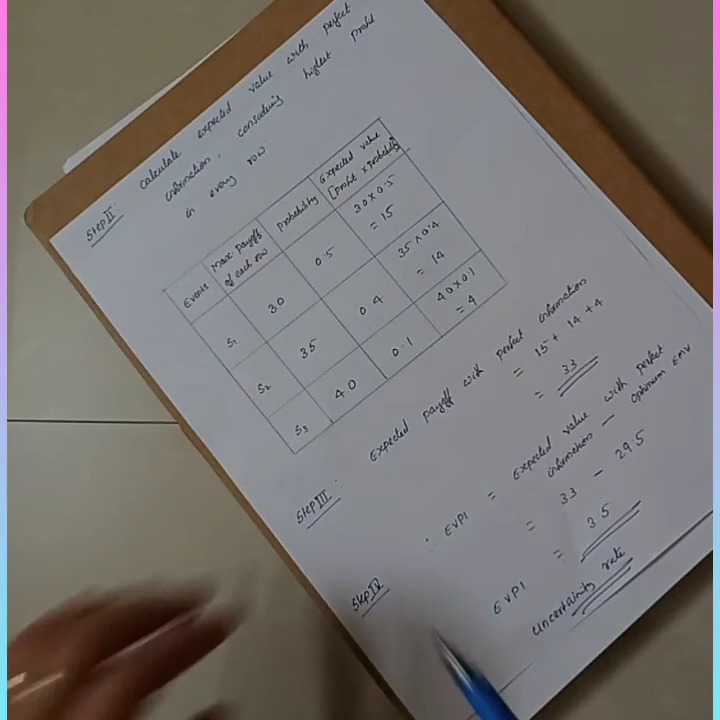 Step II: Calculate expected value with perfect
information, considering highest profit
in every row.
Events | Max. payoff of each row | Probability | Expected value [Profit x probability]
S1 | 30 | 0.5 | 30 x 0.5 = 15
S2 | 35 | 0.4 | 35 x 0.4 = 14
S3 | 40 | 0.1 | 40 x 0.1 = 4
Step III: Expected payoff with perfect information
= 15 + 14 + 4
= 33
Step IV
. EVPI = Expected value with perfect
information – optimum EMV
= 33 – 29.5
EVPI = 3.5
Uncertainity rate